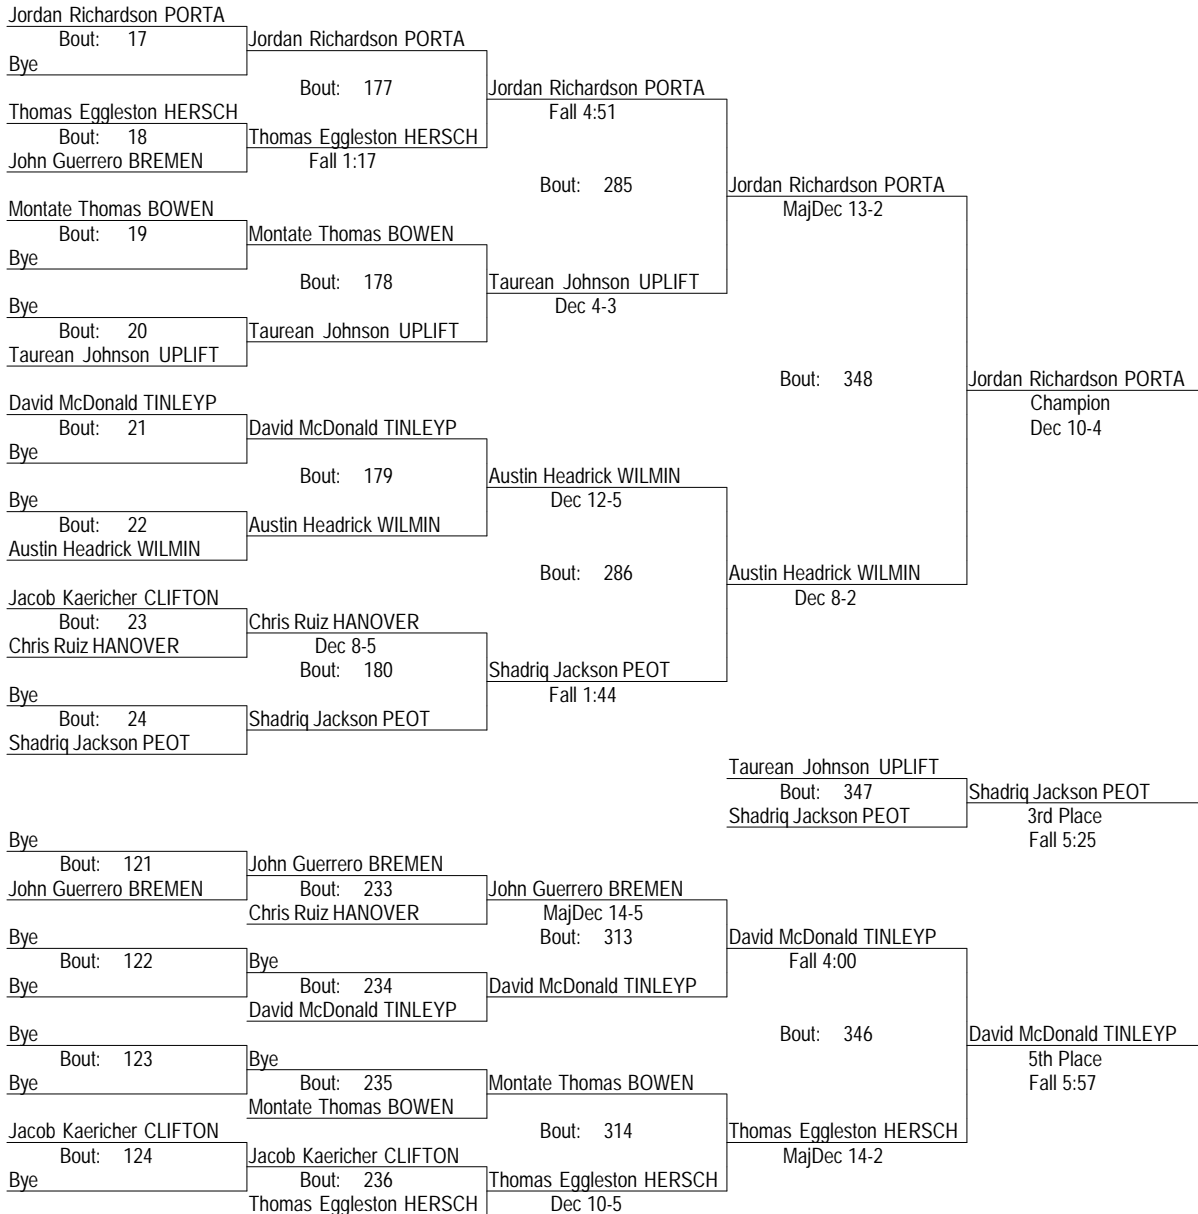 Jordan Richardson PORTA
Bout: 17
Jordan Richardson PORTA
Bye
Bout: 177
Jordan Richardson PORTA
Thomas Eggleston HERSCH
Fall 4:51
Bout: 18
Thomas Eggleston HERSCH
John Guerrero BREMEN
Fall 1:17
Bout: 285
Jordan Richardson PORTA
Montate Thomas BOWEN
MajDec 13-2
Bout: 19
Montate Thomas BOWEN
Bye
Bout: 178
Taurean Johnson UPLIFT
Bye
Dec 4-3
Bout: 20
Taurean Johnson UPLIFT
Taurean Johnson UPLIFT
Bout: 348
Jordan Richardson PORTA
David McDonald TINLEYP
Champion
Bout: 21
David McDonald TINLEYP
Dec 10-4
Bye
Bout: 179
Austin Headrick WILMIN
Bye
Dec 12-5
Bout: 22
Austin Headrick WILMIN
Austin Headrick WILMIN
Bout: 286
Austin Headrick WILMIN
Jacob Kaericher CLIFTON
Dec 8-2
Bout: 23
Chris Ruiz HANOVER
Chris Ruiz HANOVER
Dec 8-5
Bout: 180
Shadriq Jackson PEOT
Bye
Fall 1:44
Bout: 24
Shadriq Jackson PEOT
Shadriq Jackson PEOT
Taurean Johnson UPLIFT
Bout: 347
Shadriq Jackson PEOT
Shadriq Jackson PEOT
3rd Place
Fall 5:25
Bye
Bout: 121
John Guerrero BREMEN
John Guerrero BREMEN
Bout: 233
John Guerrero BREMEN
Chris Ruiz HANOVER
MajDec 14-5
Bye
Bout: 313
David McDonald TINLEYP
Bout: 122
Bye
Fall 4:00
Bye
Bout: 234
David McDonald TINLEYP
David McDonald TINLEYP
Bye
Bout: 346
David McDonald TINLEYP
Bout: 123
Bye
5th Place
Bye
Bout: 235
Montate Thomas BOWEN
Fall 5:57
Montate Thomas BOWEN
Jacob Kaericher CLIFTON
Bout: 314
Thomas Eggleston HERSCH
Bout: 124
Jacob Kaericher CLIFTON
MajDec 14-2
Bye
Bout: 236
Thomas Eggleston HERSCH
Thomas Eggleston HERSCH
Dec 10-5